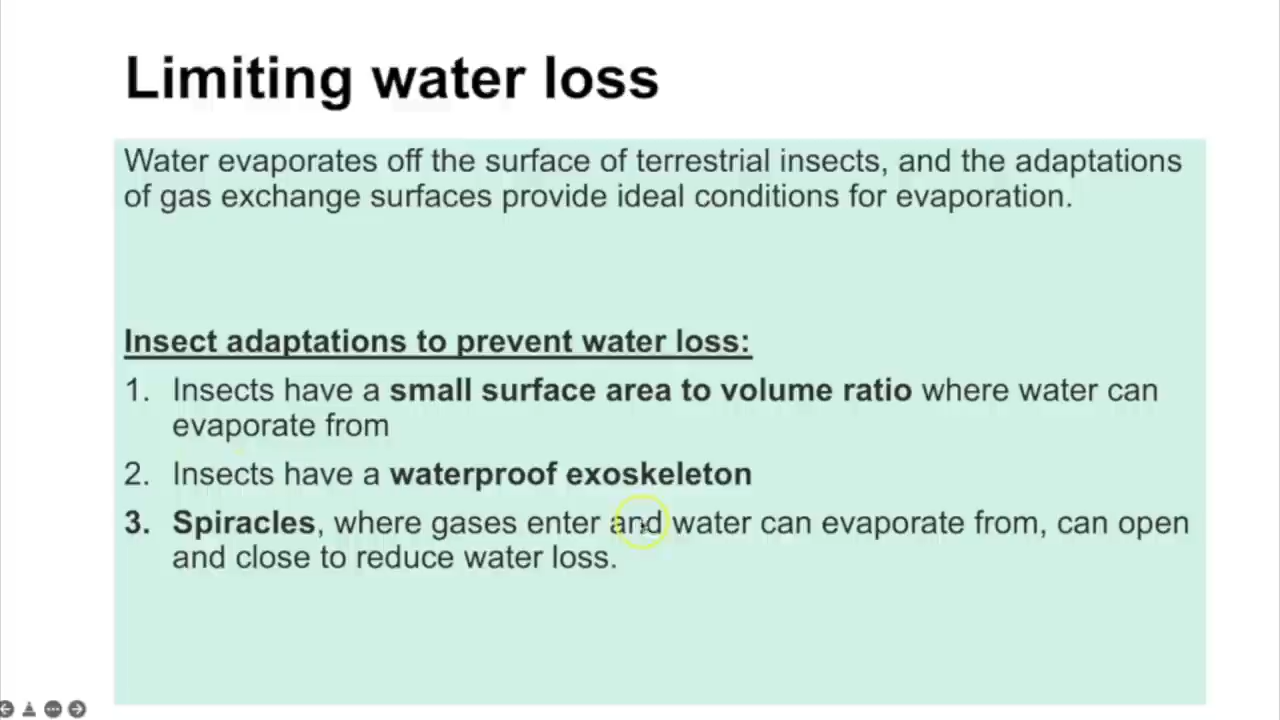 Limiting water loss
Water evaporates off the surface of terrestrial insects, and the adaptations
of gas exchange surfaces provide ideal conditions for evaporation.
Insect adaptations to prevent water loss:
1. Insects have a small surface area to volume ratio where water can
evaporate from
2. Insects have a waterproof exoskeleton
3. Spiracles, where gases enter and water can evaporate from, can open
and close to reduce water loss.